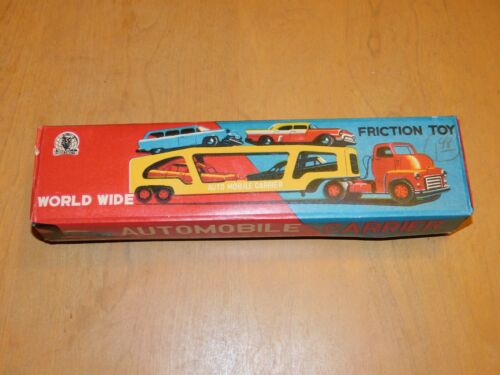 FRICTION TOY
AUTO MOBILE CARRIER
WORLD WIDE
AUTOMOBILE CARRIER